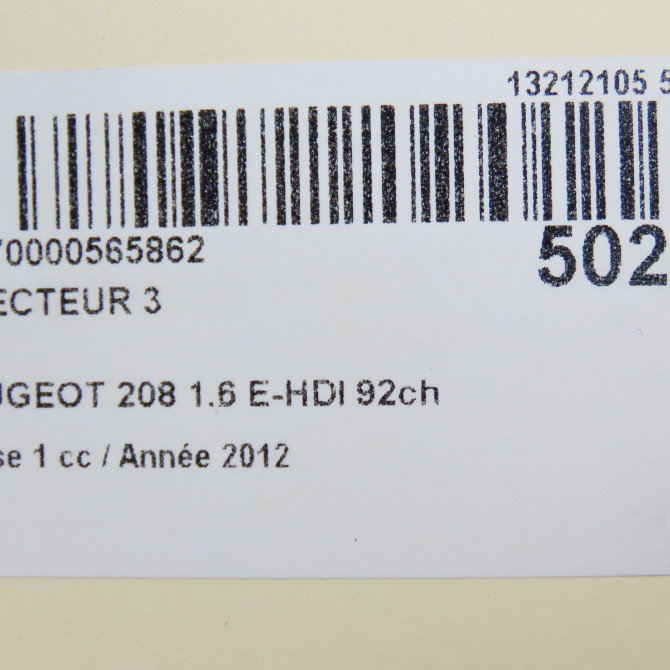 13212105 5
70000565862
502
ECTEUR 3
UGEOT 208 1.6 E-HDI 92ch
se 1 cc / Année 2012